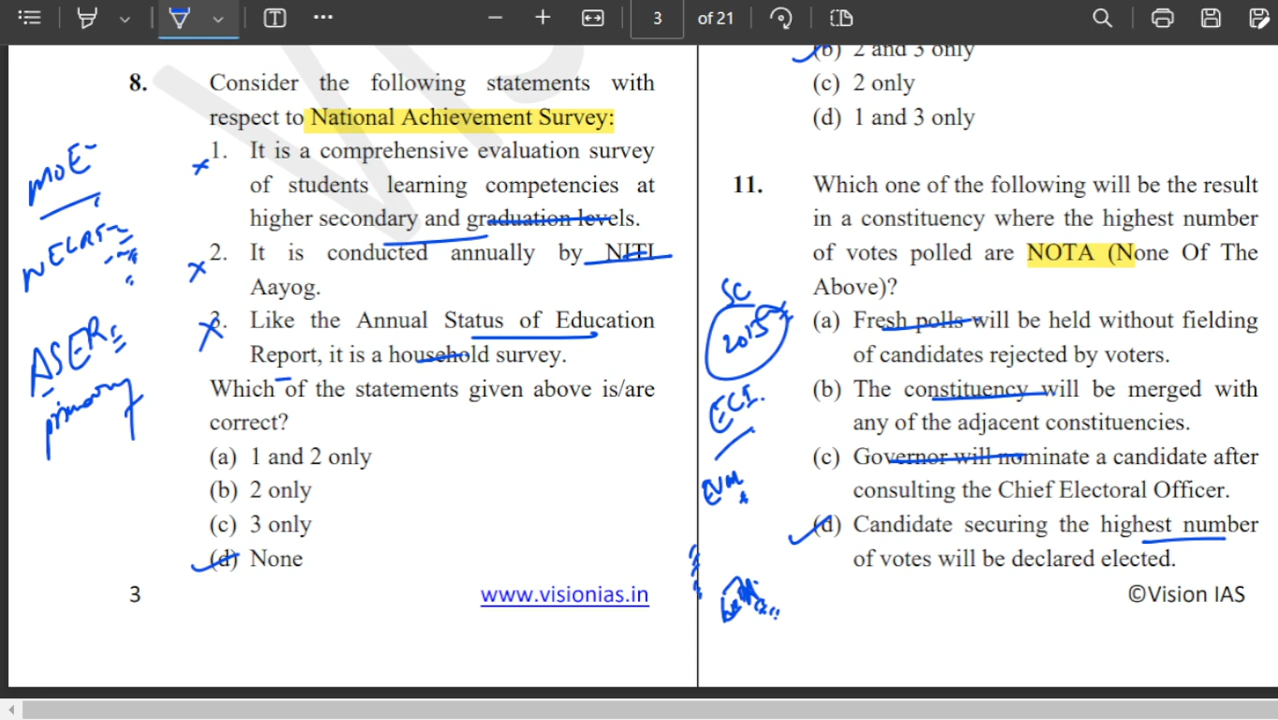 3 of 21
8. Consider the following statements with
respect to National Achievement Survey:
1. It is a comprehensive evaluation survey
of students learning competencies at
higher secondary and graduation levels.
2. It is conducted annually by NITI
Aayog.
3. Like the Annual Status of Education
Report, it is a household survey.
Which of the statements given above is/are
correct?
(a) 1 and 2 only
(b) 2 only
(c) 3 only
(d) None
MOE
ASER
primary
3 www.visionias.in
(b) 2 and 3 only
(c) 2 only
(d) 1 and 3 only
11. Which one of the following will be the result
in a constituency where the highest number
of votes polled are NOTA (None Of The
Above)?
(a) Fresh polls will be held without fielding
of candidates rejected by voters.
(b) The constituency will be merged with
any of the adjacent constituencies.
(c) Governor will nominate a candidate after
consulting the Chief Electoral Officer.
(d) Candidate securing the highest number
of votes will be declared elected.
SC
2015
ECI
©Vision IAS